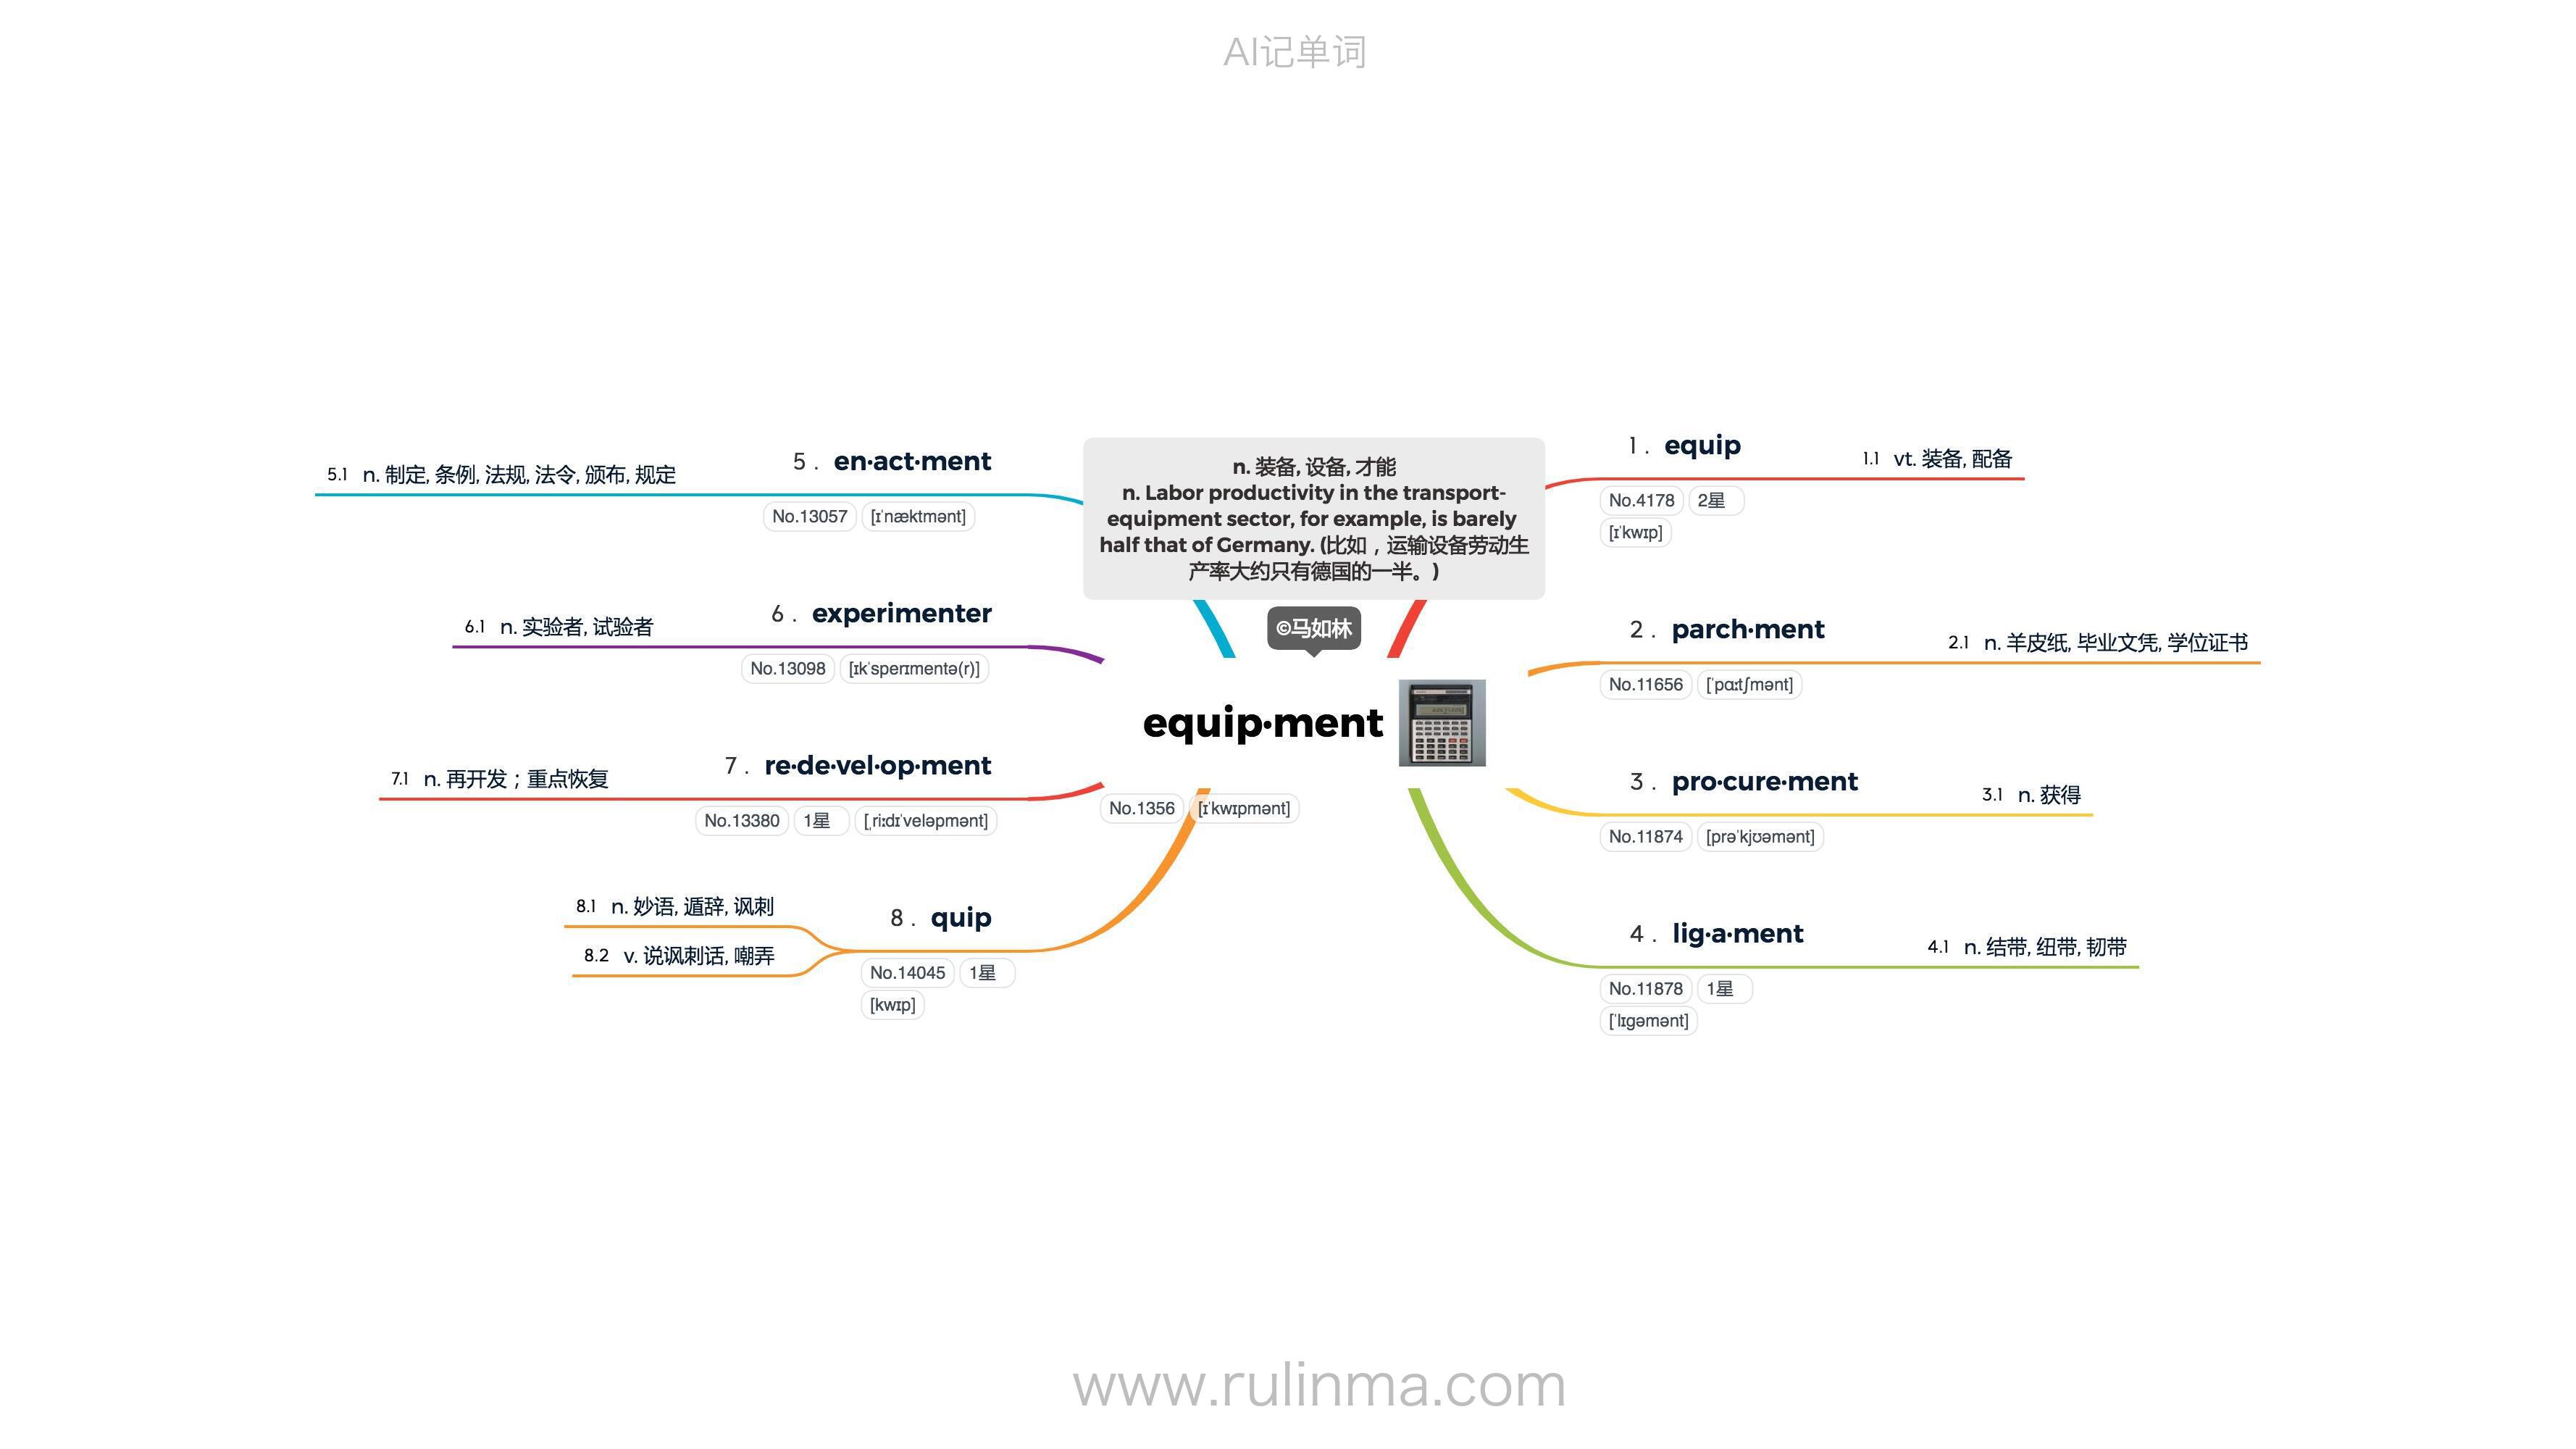 AI记单词
n. 装备, 设备, 才能
n. Labor productivity in the transport-
equipment sector, for example, is barely
half that of Germany. (比如，运输设备劳动生
产率大约只有德国的一半。)
©马如林
equip·ment
No.1356 [ɪˈkwɪpmənt]
1 . equip
1.1 vt. 装备, 配备
No.4178 2星
[ɪˈkwɪp]
2 . parch·ment
2.1 n. 羊皮纸, 毕业文凭, 学位证书
No.11656 [ˈpɑːtʃmənt]
3 . pro·cure·ment
3.1 n. 获得
No.11874 [prəˈkjʊəmənt]
4 . lig·a·ment
4.1 n. 结带, 纽带, 韧带
No.11878 1星
[ˈlɪɡəmənt]
5 . en·act·ment
5.1 n. 制定, 条例, 法规, 法令, 颁布, 规定
No.13057 [ɪˈnæktmənt]
6 . experimenter
6.1 n. 实验者, 试验者
No.13098 [ɪkˈsperɪmentə(r)]
7 . re·de·vel·op·ment
7.1 n. 再开发；重点恢复
No.13380 1星 [ˌriːdɪˈveləpmənt]
8 . quip
8.1 n. 妙语, 遁辞, 讽刺
8.2 v. 说讽刺话, 嘲弄
No.14045 1星
[kwɪp]
www.rulinma.com